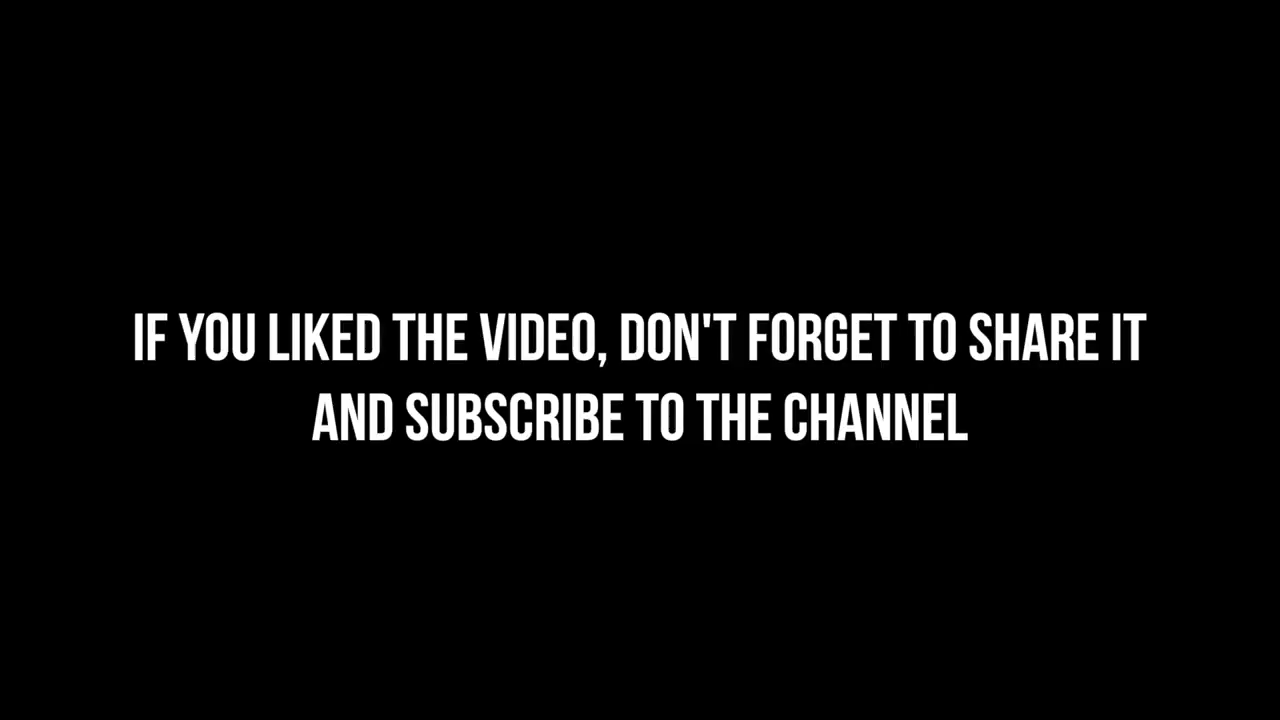 IF YOU LIKED THE VIDEO, DON'T FORGET TO SHARE IT
AND SUBSCRIBE TO THE CHANNEL